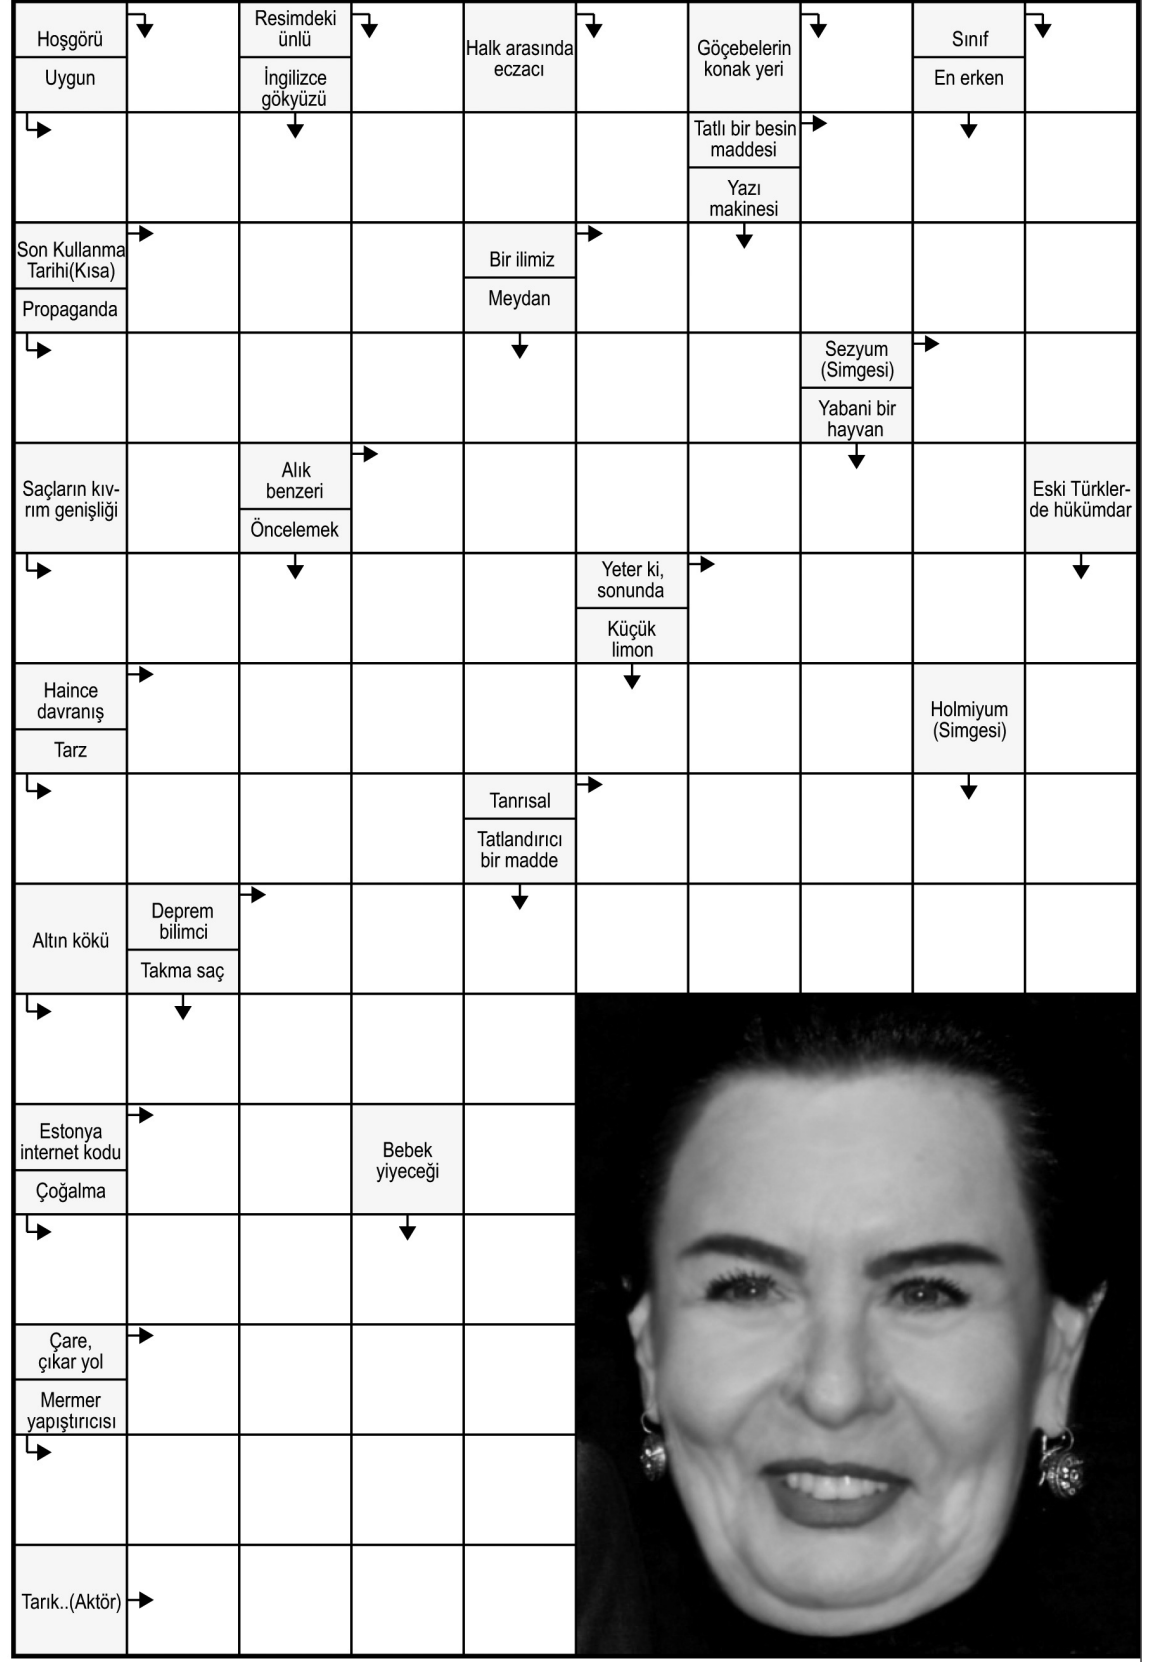 Hoşgörü
Uygun
Resimdeki
ünlü
İngilizce
gökyüzü
Halk arasında
eczacı
Göçebelerin
konak yeri
Sınıf
En erken
Tatlı bir besin
maddesi
Yazı
makinesi
Son Kullanma
Tarihi(Kısa)
Propaganda
Bir ilimiz
Meydan
Sezyum
(Simgesi)
Yabani bir
hayvan
Saçların kıv-
rım genişliği
Alık
benzeri
Öncelemek
Eski Türkler-
de hükümdar
Yeter ki,
sonunda
Küçük
limon
Haince
davranış
Tarz
Holmiyum
(Simgesi)
Tanrısal
Tatlandırıcı
bir madde
Altın kökü
Deprem
bilimci
Takma saç
Estonya
internet kodu
Çoğalma
Bebek
yiyeceği
Çare,
çıkar yol
Mermer
yapıştırıcısı
Tarık..(Aktör)